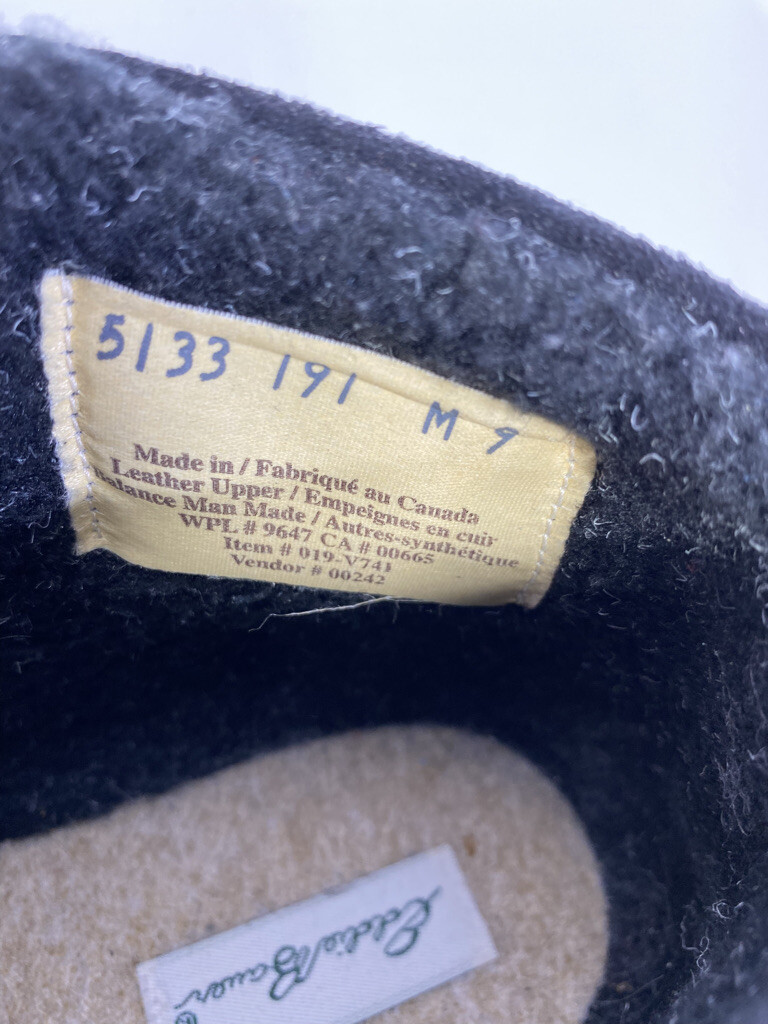 5133 191 M 9
Made in / Fabriqué au Canada
Leather Upper / Empeignes en cuir
Balance Man Made / Autres-synthétique
WPL # 9647 CA # 00665
Item # 019-V741
Vendor # 00242
Eddie Bauer®